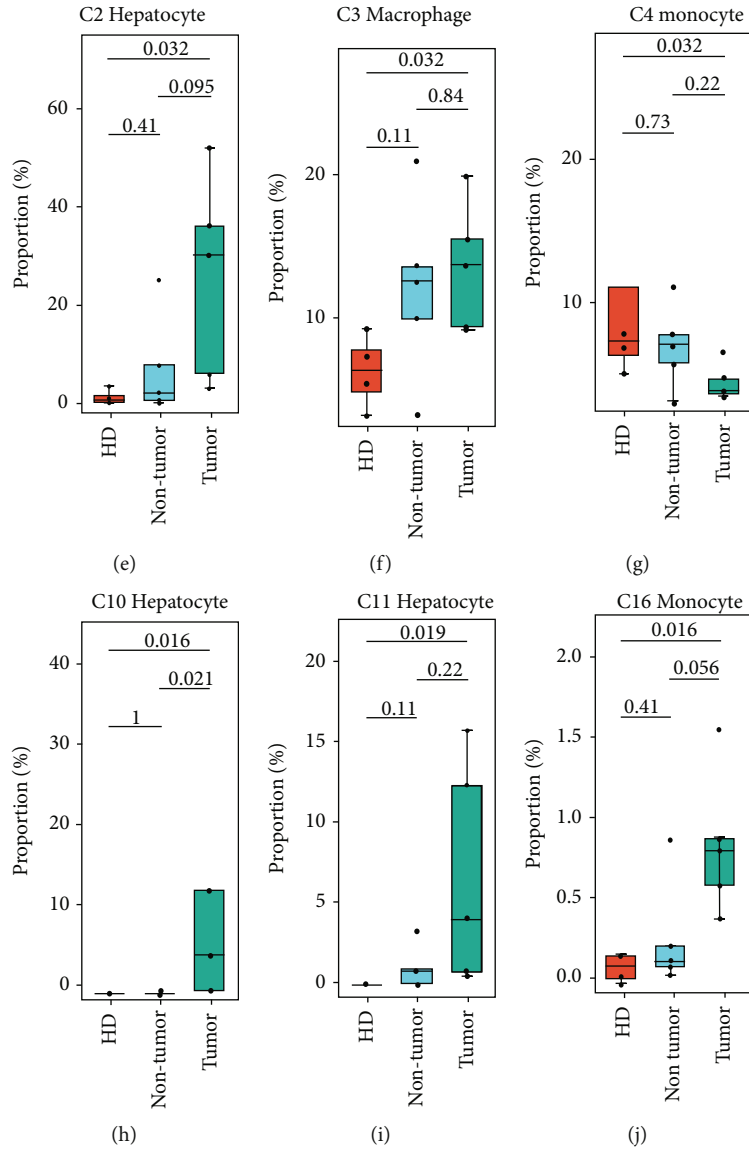 C2 Hepatocyte
0.032
0.095
0.41
60
40
20
0
Proportion (%)
HD
Non-tumor
Tumor
(e)
C3 Macrophage
0.032
0.84
0.11
20
10
Proportion (%)
HD
Non-tumor
Tumor
(f)
C4 monocyte
0.032
0.22
0.73
20
10
Proportion (%)
HD
Non-tumor
Tumor
(g)
C10 Hepatocyte
0.016
0.021
1
40
30
20
10
0
Proportion (%)
HD
Non-tumor
Tumor
(h)
C11 Hepatocyte
0.019
0.22
0.11
20
15
10
5
0
Proportion (%)
HD
Non-tumor
Tumor
(i)
C16 Monocyte
0.016
0.056
0.41
2.0
1.5
1.0
0.5
0.0
Proportion (%)
HD
Non tumor
Tumor
(j)